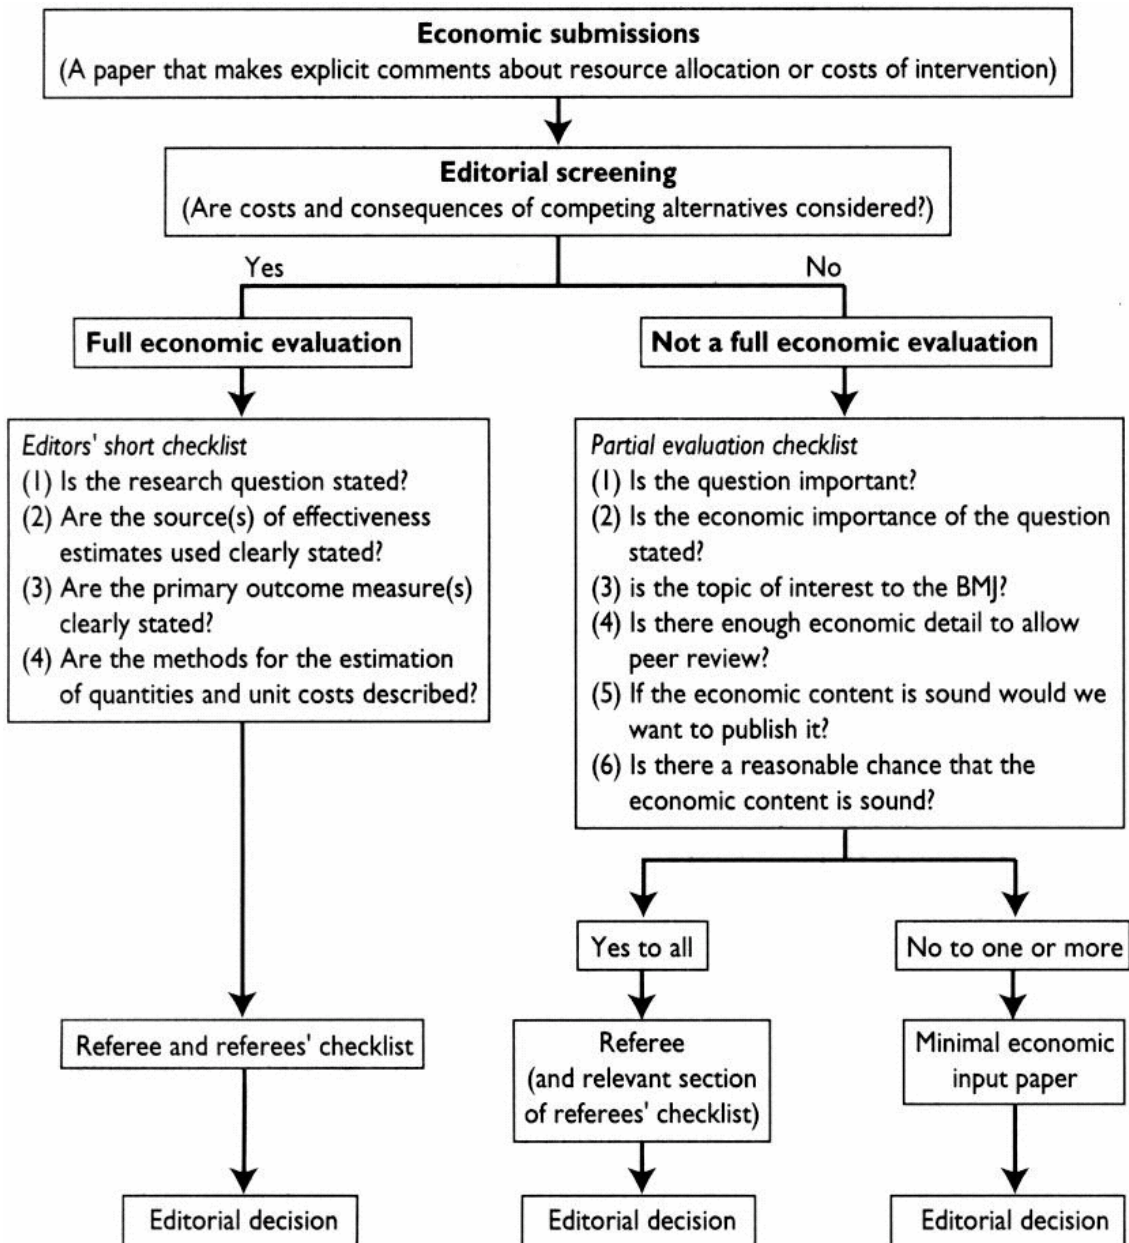 Economic submissions
(A paper that makes explicit comments about resource allocation or costs of intervention)
Editorial screening
(Are costs and consequences of competing alternatives considered?)
Yes
No
Full economic evaluation
Not a full economic evaluation
Editors' short checklist
(1) Is the research question stated?
(2) Are the source(s) of effectiveness
estimates used clearly stated?
(3) Are the primary outcome measure(s)
clearly stated?
(4) Are the methods for the estimation
of quantities and unit costs described?
Partial evaluation checklist
(1) Is the question important?
(2) Is the economic importance of the question
stated?
(3) is the topic of interest to the BMJ?
(4) Is there enough economic detail to allow
peer review?
(5) If the economic content is sound would we
want to publish it?
(6) Is there a reasonable chance that the
economic content is sound?
Yes to all
No to one or more
Referee and referees' checklist
Referee
(and relevant section
of referees' checklist)
Minimal economic
input paper
Editorial decision
Editorial decision
Editorial decision